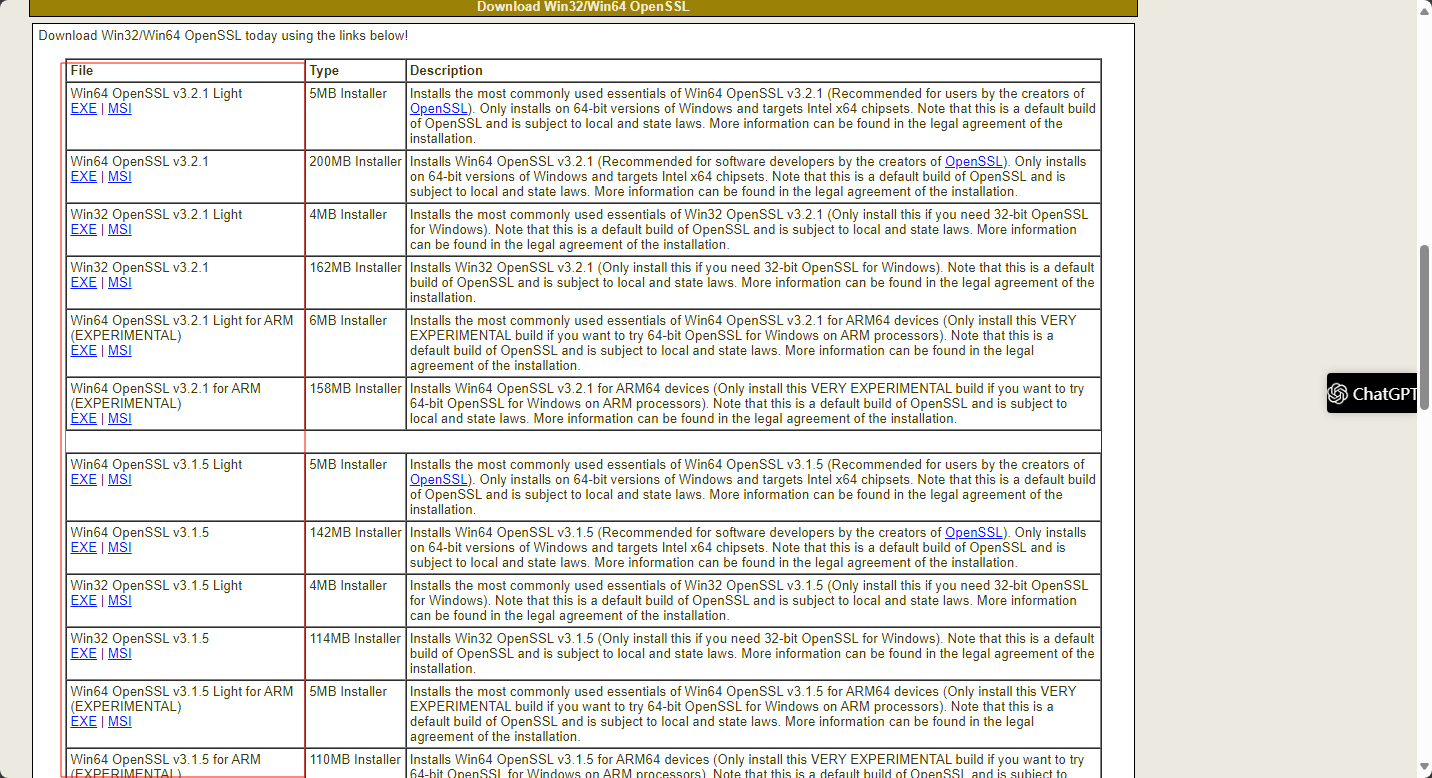 Download Win32/Win64 OpenSSL
Download Win32/Win64 OpenSSL today using the links below!
File Type Description
Win64 OpenSSL v3.2.1 Light
EXE | MSI
5MB Installer
Installs the most commonly used essentials of Win64 OpenSSL v3.2.1 (Recommended for users by the creators of
OpenSSL). Only installs on 64-bit versions of Windows and targets Intel x64 chipsets. Note that this is a default build
of OpenSSL and is subject to local and state laws. More information can be found in the legal agreement of the
installation.
Win64 OpenSSL v3.2.1
EXE | MSI
200MB Installer
Installs Win64 OpenSSL v3.2.1 (Recommended for software developers by the creators of OpenSSL). Only installs
on 64-bit versions of Windows and targets Intel x64 chipsets. Note that this is a default build of OpenSSL and is
subject to local and state laws. More information can be found in the legal agreement of the installation.
Win32 OpenSSL v3.2.1 Light
EXE | MSI
4MB Installer
Installs the most commonly used essentials of Win32 OpenSSL v3.2.1 (Only install this if you need 32-bit OpenSSL
for Windows). Note that this is a default build of OpenSSL and is subject to local and state laws. More information
can be found in the legal agreement of the installation.
Win32 OpenSSL v3.2.1
EXE | MSI
162MB Installer
Installs Win32 OpenSSL v3.2.1 (Only install this if you need 32-bit OpenSSL for Windows). Note that this is a default
build of OpenSSL and is subject to local and state laws. More information can be found in the legal agreement of the
installation.
Win64 OpenSSL v3.2.1 Light for ARM
(EXPERIMENTAL)
EXE | MSI
6MB Installer
Installs the most commonly used essentials of Win64 OpenSSL v3.2.1 for ARM64 devices (Only install this VERY
EXPERIMENTAL build if you want to try 64-bit OpenSSL for Windows on ARM processors). Note that this is a
default build of OpenSSL and is subject to local and state laws. More information can be found in the legal
agreement of the installation.
Win64 OpenSSL v3.2.1 for ARM
(EXPERIMENTAL)
EXE | MSI
158MB Installer
Installs Win64 OpenSSL v3.2.1 for ARM64 devices (Only install this VERY EXPERIMENTAL build if you want to try
64-bit OpenSSL for Windows on ARM processors). Note that this is a default build of OpenSSL and is subject to
local and state laws. More information can be found in the legal agreement of the installation.
ChatGPT
Win64 OpenSSL v3.1.5 Light
EXE | MSI
5MB Installer
Installs the most commonly used essentials of Win64 OpenSSL v3.1.5 (Recommended for users by the creators of
OpenSSL). Only installs on 64-bit versions of Windows and targets Intel x64 chipsets. Note that this is a default build
of OpenSSL and is subject to local and state laws. More information can be found in the legal agreement of the
installation.
Win64 OpenSSL v3.1.5
EXE | MSI
142MB Installer
Installs Win64 OpenSSL v3.1.5 (Recommended for software developers by the creators of OpenSSL). Only installs
on 64-bit versions of Windows and targets Intel x64 chipsets. Note that this is a default build of OpenSSL and is
subject to local and state laws. More information can be found in the legal agreement of the installation.
Win32 OpenSSL v3.1.5 Light
EXE | MSI
4MB Installer
Installs the most commonly used essentials of Win32 OpenSSL v3.1.5 (Only install this if you need 32-bit OpenSSL
for Windows). Note that this is a default build of OpenSSL and is subject to local and state laws. More information
can be found in the legal agreement of the installation.
Win32 OpenSSL v3.1.5
EXE | MSI
114MB Installer
Installs Win32 OpenSSL v3.1.5 (Only install this if you need 32-bit OpenSSL for Windows). Note that this is a default
build of OpenSSL and is subject to local and state laws. More information can be found in the legal agreement of the
installation.
Win64 OpenSSL v3.1.5 Light for ARM
(EXPERIMENTAL)
EXE | MSI
5MB Installer
Installs the most commonly used essentials of Win64 OpenSSL v3.1.5 for ARM64 devices (Only install this VERY
EXPERIMENTAL build if you want to try 64-bit OpenSSL for Windows on ARM processors). Note that this is a
default build of OpenSSL and is subject to local and state laws. More information can be found in the legal
agreement of the installation.
Win64 OpenSSL v3.1.5 for ARM
(EXPERIMENTAL)
110MB Installer
Installs Win64 OpenSSL v3.1.5 for ARM64 devices (Only install this VERY EXPERIMENTAL build if you want to try
64-bit OpenSSL for Windows on ARM processors). Note that this is a default build of OpenSSL and is subject to